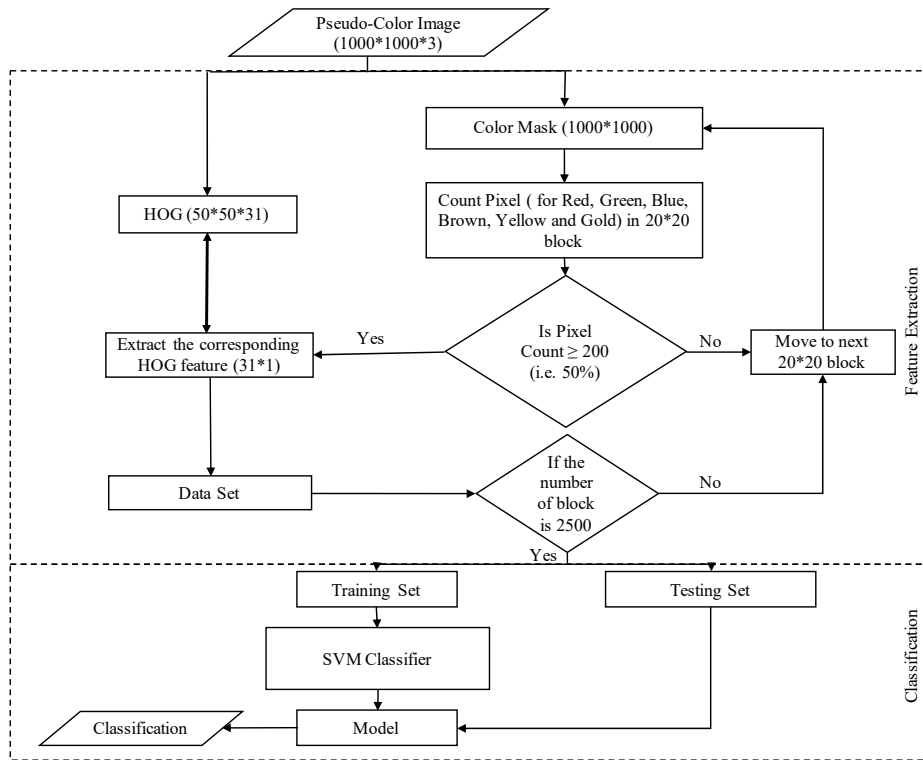 Pseudo-Color Image
(1000*1000*3)
Color Mask (1000*1000)
HOG (50*50*31)
Count Pixel ( for Red, Green, Blue,
Brown, Yellow and Gold) in 20*20
block
Extract the corresponding
HOG feature (31*1)
Yes
Is Pixel
Count ≥ 200
(i.e. 50%)
No
Move to next
20*20 block
Feature Extraction
Data Set
If the
number
of block
is 2500
No
Yes
Training Set
Testing Set
SVM Classifier
Classification
Model
Classification